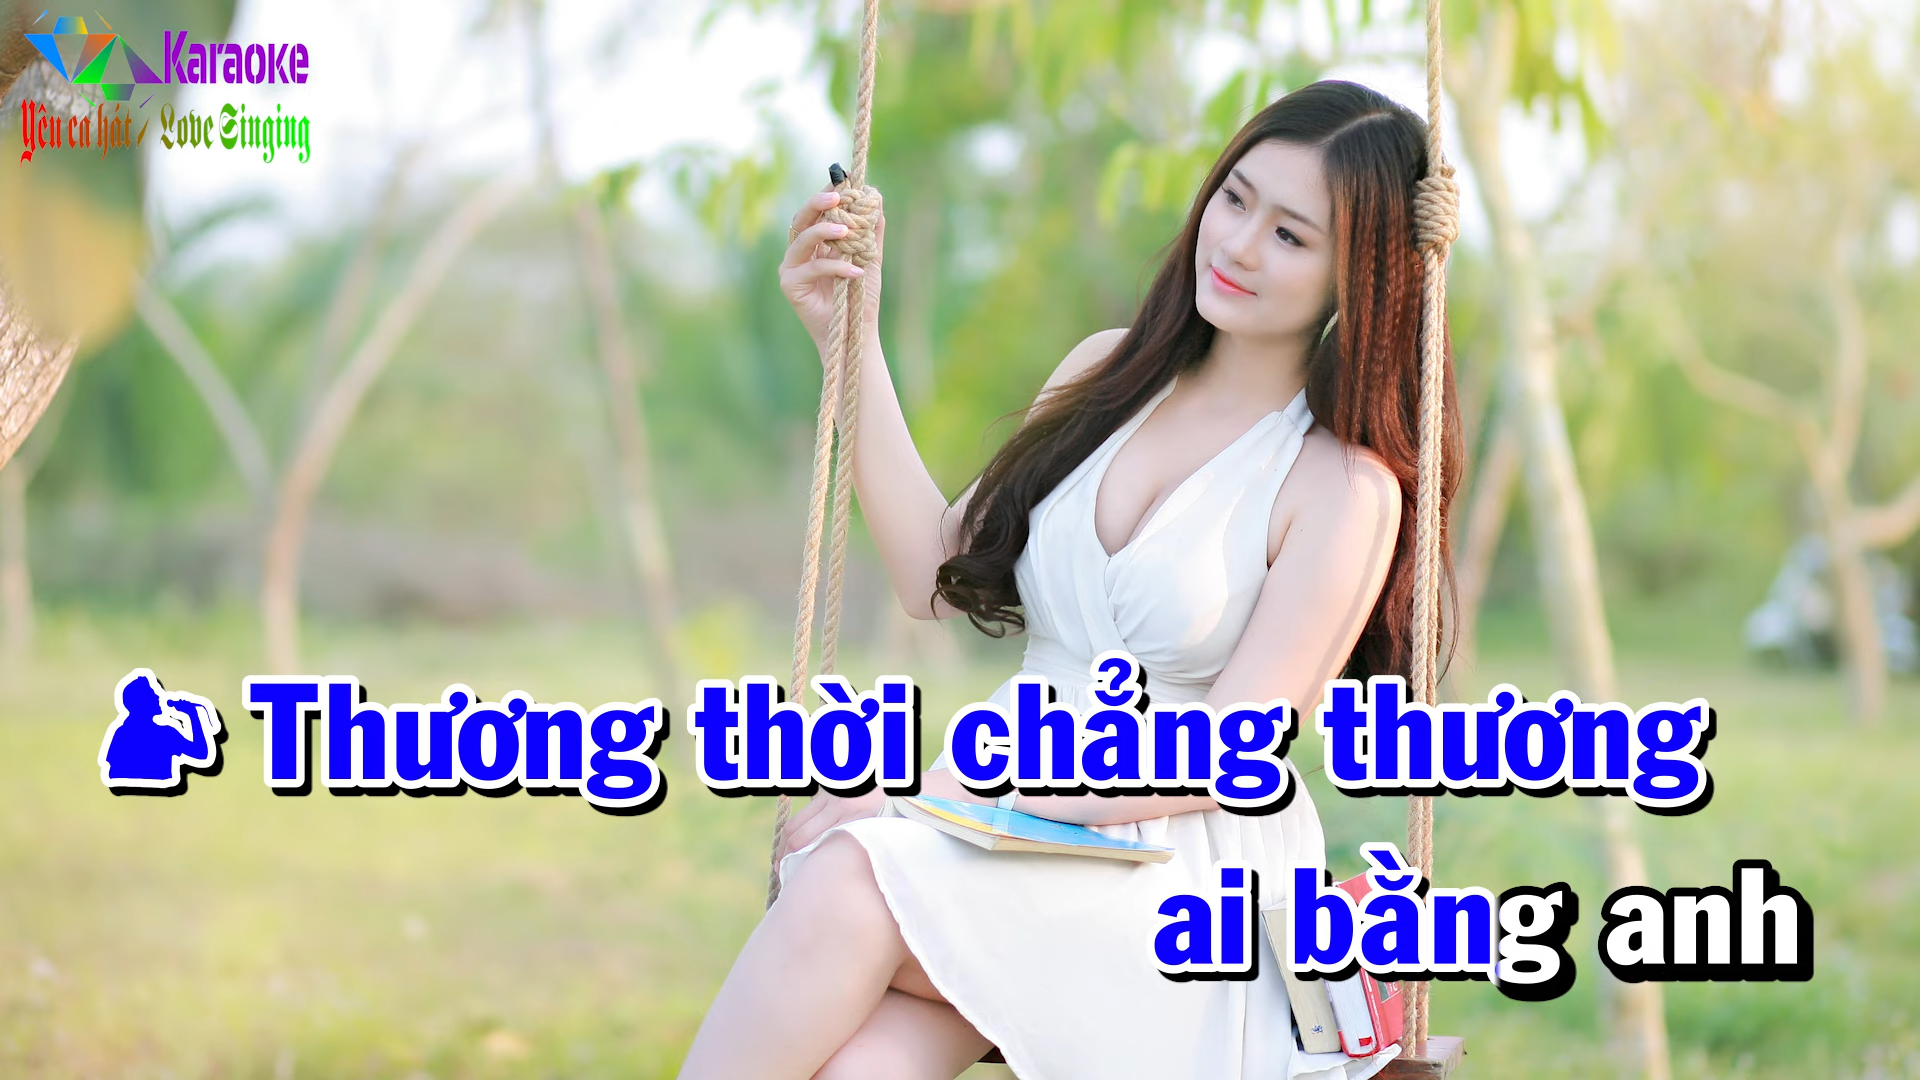 Karaoke
Yêu ca hát / Love Singing
Thương thời chẳng thương
ai bằng anh